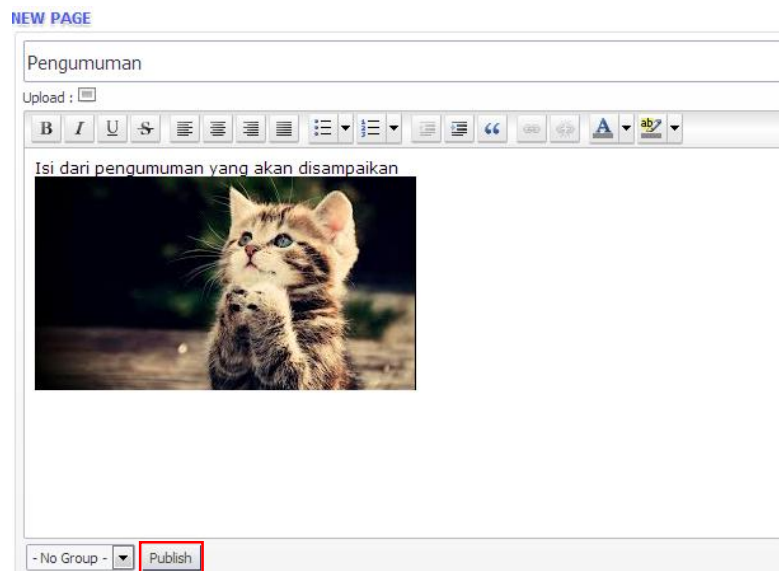 NEW PAGE
Pengumuman
Upload :
B I U S
Isi dari pengumuman yang akan disampaikan
- No Group - Publish